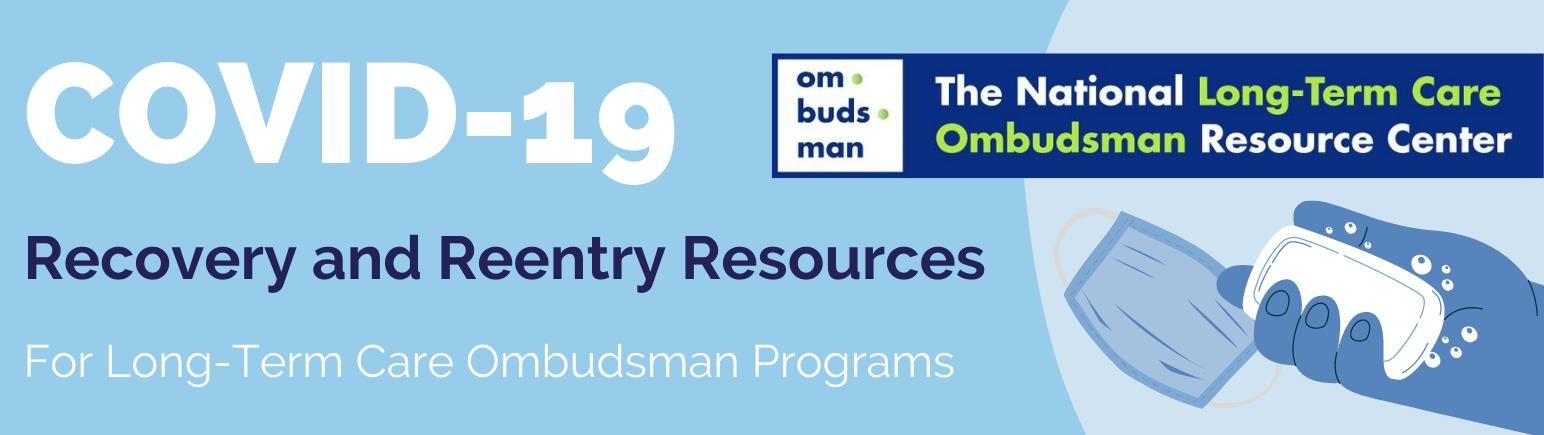 COVID-19
Recovery and Reentry Resources
For Long-Term Care Ombudsman Programs
om
buds
man
The National Long-Term Care
Ombudsman Resource Center